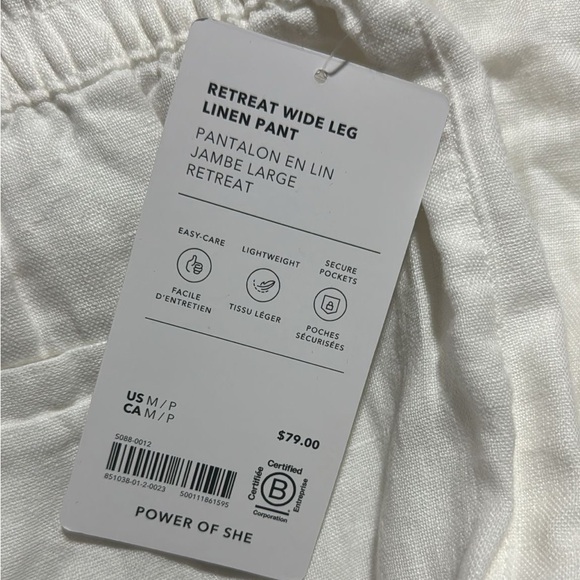 RETREAT WIDE LEG
LINEN PANT
PANTALON EN LIN
JAMBE LARGE
RETREAT
EASY-CARE
FACILE
D'ENTRETIEN
LIGHTWEIGHT
TISSU LÉGER
SECURE
POCKETS
POCHES
SÉCURISÉES
US M / P
CA M / P
$79.00
5088-0012
851038-01-2-0023 500111861595
Certifiée
Certified
B
Corporation
Entreprise
POWER OF SHE